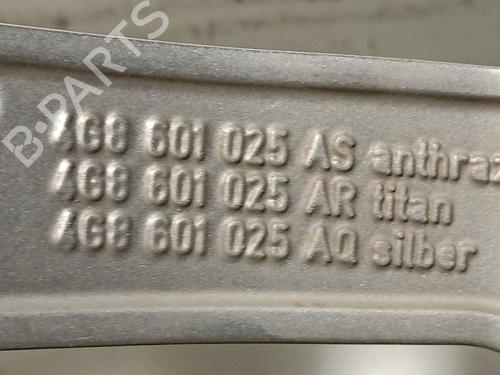 B-PARTS
4G8 601 025 AS anthraz
4G8 601 025 AR titan
4G8 601 025 AQ silber